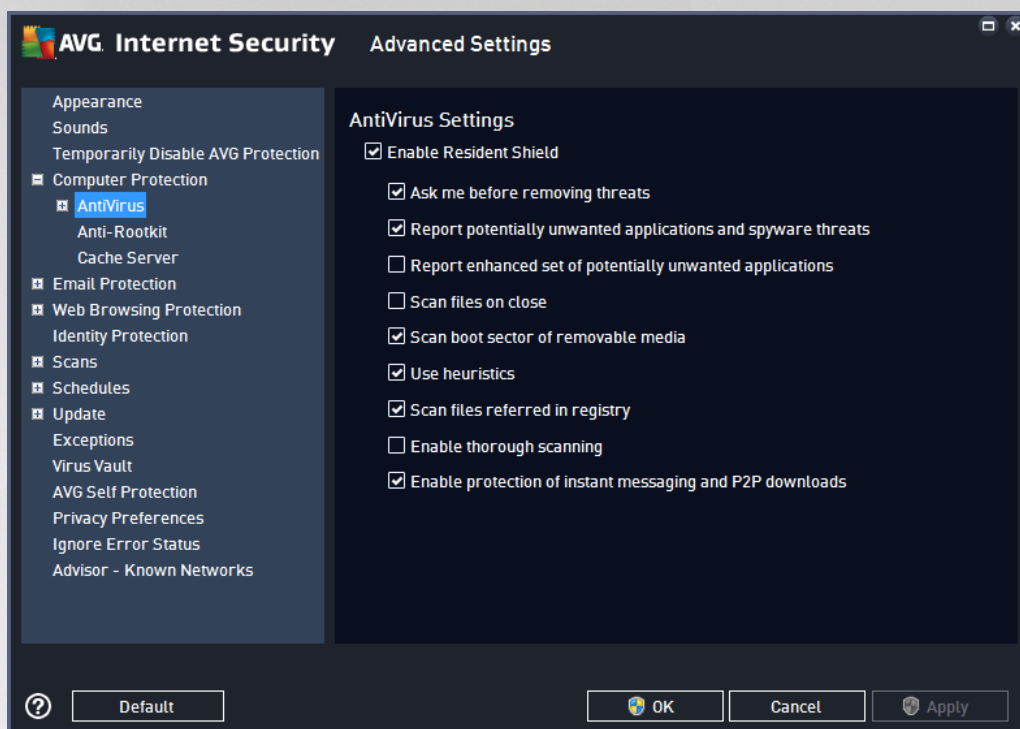 AVG. Internet Security Advanced Settings
Appearance
Sounds
Temporarily Disable AVG Protection
Computer Protection
AntiVirus
Anti-Rootkit
Cache Server
Email Protection
Web Browsing Protection
Identity Protection
Scans
Schedules
Update
Exceptions
Virus Vault
AVG Self Protection
Privacy Preferences
Ignore Error Status
Advisor - Known Networks
AntiVirus Settings
Enable Resident Shield
Ask me before removing threats
Report potentially unwanted applications and spyware threats
Report enhanced set of potentially unwanted applications
Scan files on close
Scan boot sector of removable media
Use heuristics
Scan files referred in registry
Enable thorough scanning
Enable protection of instant messaging and P2P downloads
? Default OK Cancel Apply